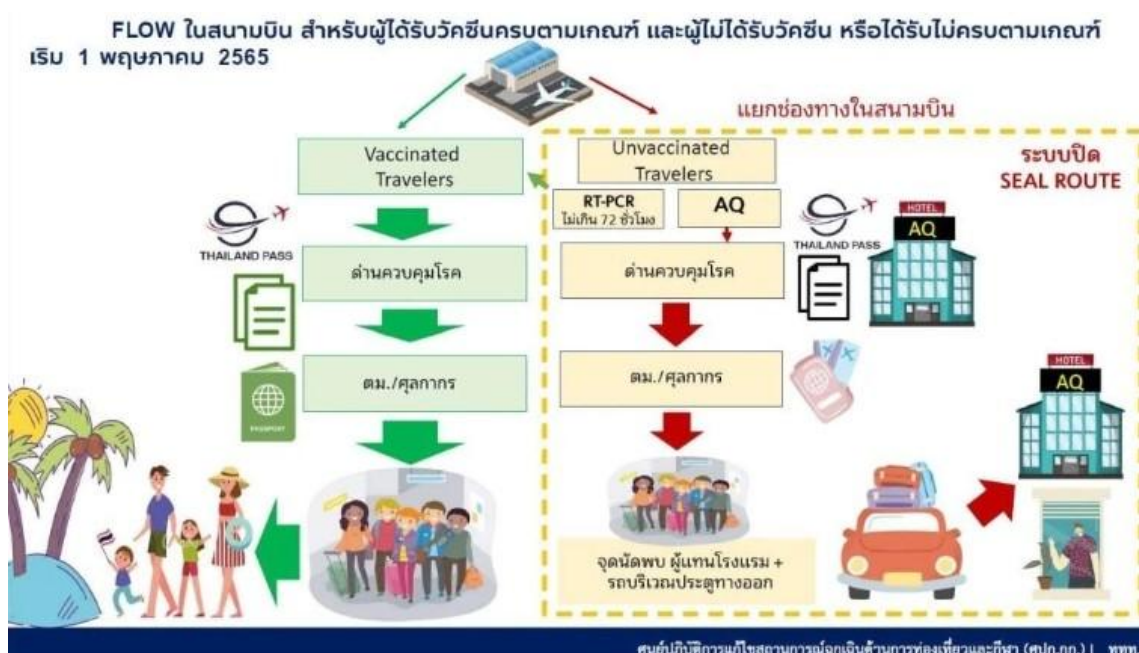 FLOW ในสนามบิน สำหรับผู้ได้รับวัคซีนครบตามเกณฑ์ และผู้ไม่ได้รับวัคซีน หรือได้รับไม่ครบตามเกณฑ์
เริ่ม 1 พฤษภาคม 2565
แยกช่องทางในสนามบิน
Vaccinated
Travelers
THAILAND PASS
ด่านควบคุมโรค
ตม./ศุลกากร
PASSPORT
Unvaccinated
Travelers
RT-PCR
ไม่เกิน 72 ชั่วโมง
AQ
ระบบปิด
SEAL ROUTE
THAILAND PASS
HOTEL
AQ
ด่านควบคุมโรค
ตม./ศุลกากร
HOTEL
AQ
จุดนัดพบ ผู้แทนโรงแรม +
รถบริเวณประตูทางออก
ศูนย์ปฏิบัติการแก้ไขสถานการณ์ฉุกเฉินด้านการท่องเที่ยวและกีฬา (ศปก.กก.) |